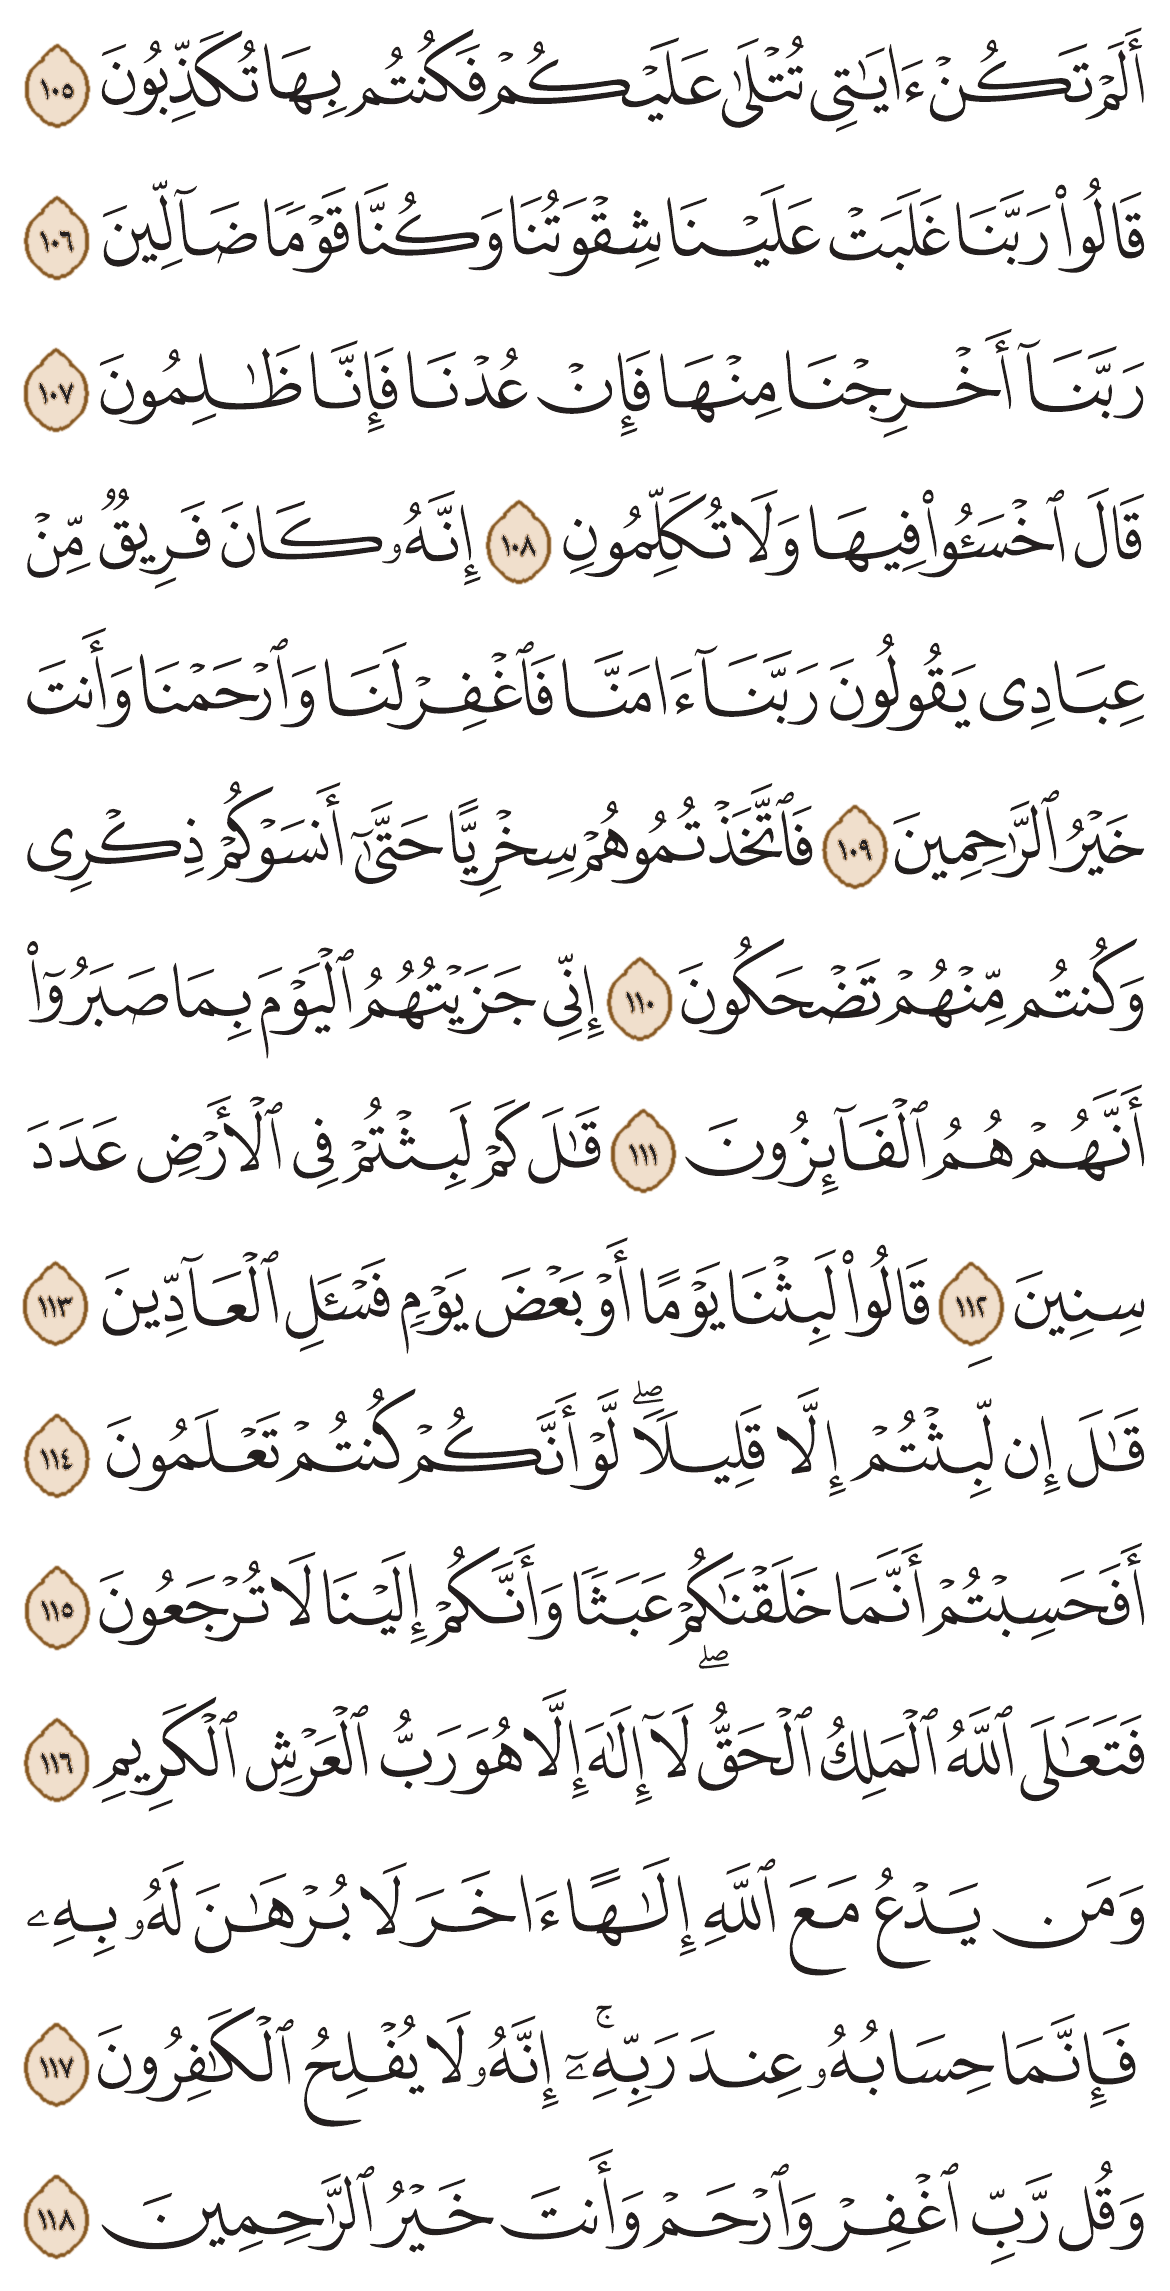 أَلَمْ تَكُنْ ءَايَـٰتِى تُتْلَىٰ عَلَيْكُمْ فَكُنتُم بِهَا تُكَذِّبُونَ ١٠٥
قَالُوا۟ رَبَّنَا غَلَبَتْ عَلَيْنَا شِقْوَتُنَا وَكُنَّا قَوْمًا ضَآلِّينَ ١٠٦
رَبَّنَآ أَخْرِجْنَا مِنْهَا فَإِنْ عُدْنَا فَإِنَّا ظَـٰلِمُونَ ١٠٧
قَالَ ٱخْسَـُٔوا۟ فِيهَا وَلَا تُكَلِّمُونِ ١٠٨ إِنَّهُۥ كَانَ فَرِيقٌ مِّنْ
عِبَادِى يَقُولُونَ رَبَّنَآ ءَامَنَّا فَٱغْفِرْ لَنَا وَٱرْحَمْنَا وَأَنتَ
خَيْرُ ٱلرَّٰحِمِينَ ١٠٩ فَٱتَّخَذْتُمُوهُمْ سِخْرِيًّا حَتَّىٰٓ أَنسَوْكُمْ ذِكْرِى
وَكُنتُم مِّنْهُمْ تَضْحَكُونَ ١١٠ إِنِّى جَزَيْتُهُمُ ٱلْيَوْمَ بِمَا صَبَرُوٓا۟
أَنَّهُمْ هُمُ ٱلْفَآئِزُونَ ١١١ قَـٰلَ كَمْ لَبِثْتُمْ فِى ٱلْأَرْضِ عَدَدَ
سِنِينَ ١١٢ قَالُوا۟ لَبِثْنَا يَوْمًا أَوْ بَعْضَ يَوْمٍ فَسْـَٔلِ ٱلْعَآدِّينَ ١١٣
قَـٰلَ إِن لَّبِثْتُمْ إِلَّا قَلِيلًا ۖ لَّوْ أَنَّكُمْ كُنتُمْ تَعْلَمُونَ ١١٤
أَفَحَسِبْتُمْ أَنَّمَا خَلَقْنَـٰكُمْ عَبَثًا وَأَنَّكُمْ إِلَيْنَا لَا تُرْجَعُونَ ١١٥
فَتَعَـٰلَى ٱللَّهُ ٱلْمَلِكُ ٱلْحَقُّ ۖ لَآ إِلَـٰهَ إِلَّا هُوَ رَبُّ ٱلْعَرْشِ ٱلْكَرِيمِ ١١٦
وَمَن يَدْعُ مَعَ ٱللَّهِ إِلَـٰهًا ءَاخَرَ لَا بُرْهَـٰنَ لَهُۥ بِهِۦ
فَإِنَّمَا حِسَابُهُۥ عِندَ رَبِّهِۦٓ ۚ إِنَّهُۥ لَا يُفْلِحُ ٱلْكَـٰفِرُونَ ١١٧
وَقُل رَّبِّ ٱغْفِرْ وَٱرْحَمْ وَأَنتَ خَيْرُ ٱلرَّٰحِمِينَ ١١٨